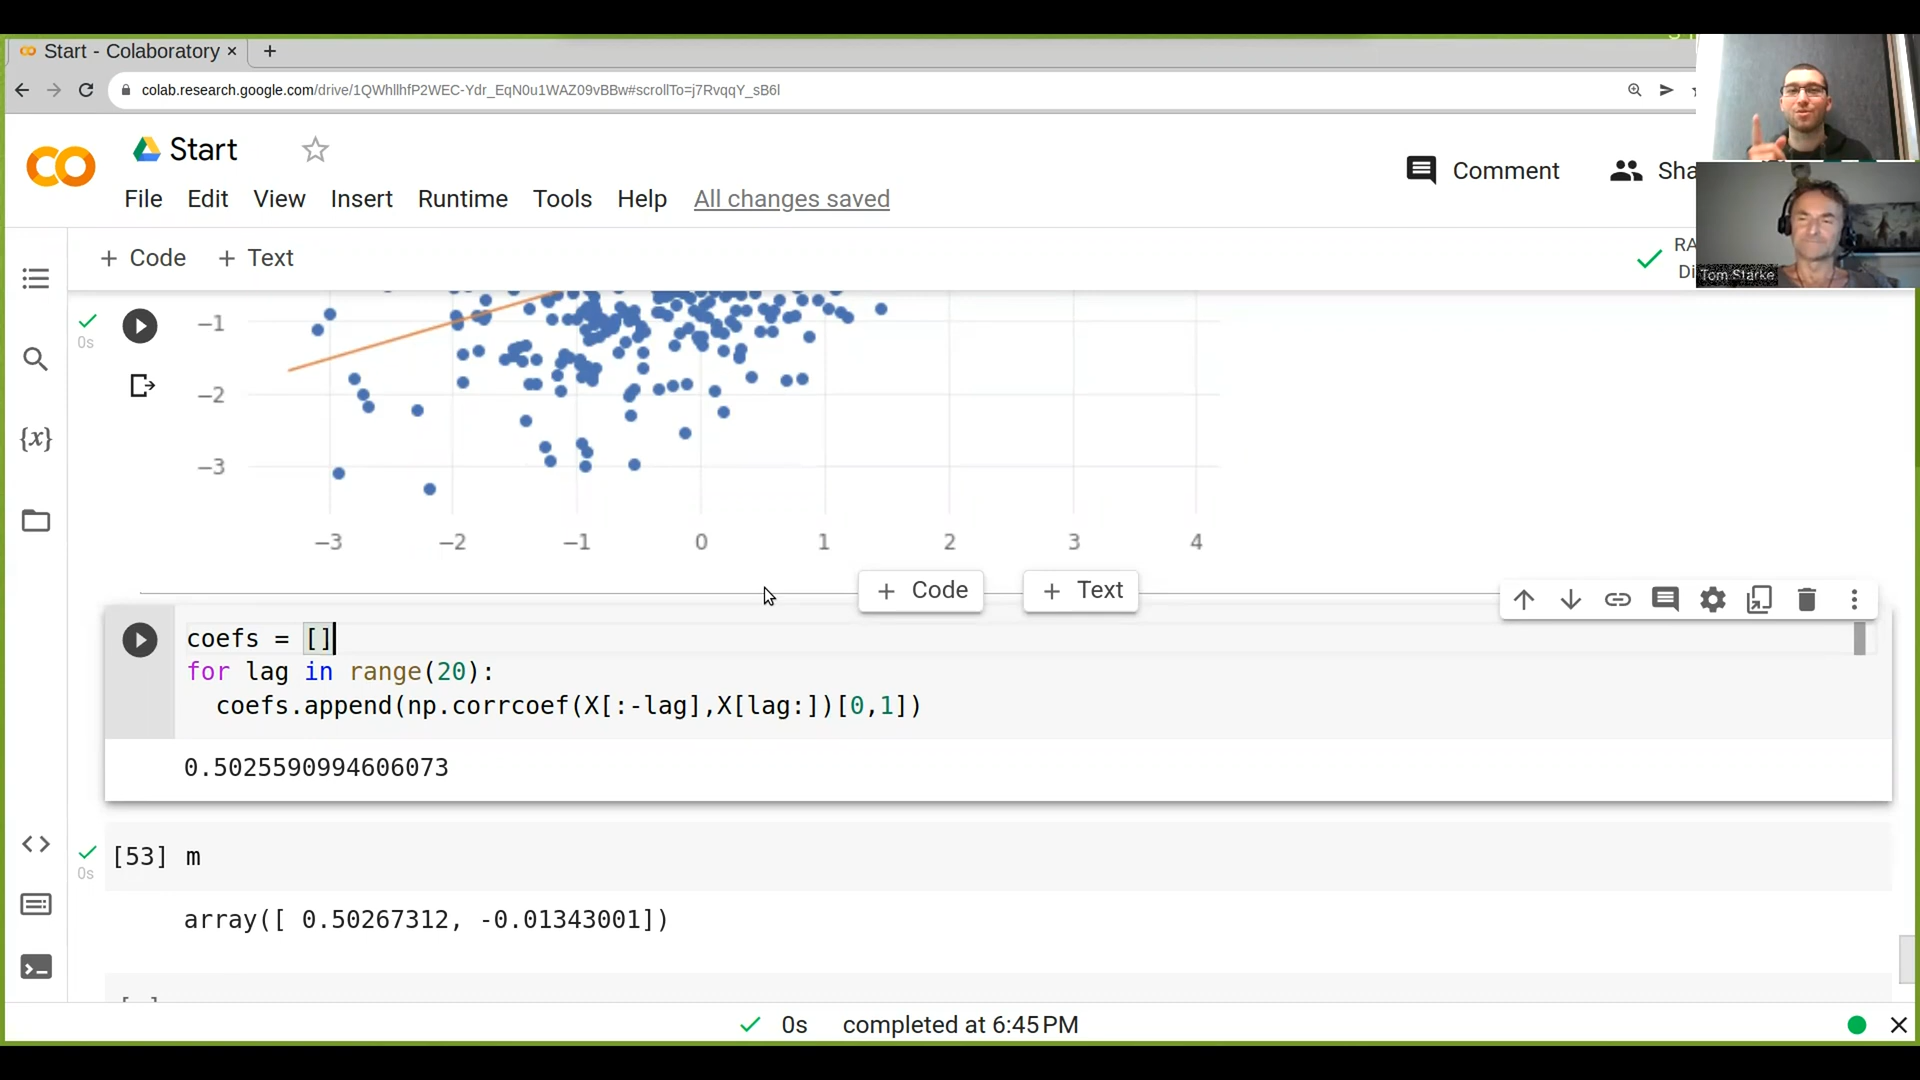 Start - Colaboratory
colab.research.google.com/drive/1QWhllhfP2WEC-Ydr_EqN0u1WAZ09vBBw#scrollTo=j7RvqqY_sB6l
Start
Comment
Sha
File Edit View Insert Runtime Tools Help All changes saved
+ Code + Text
RA
Di
Tom Starke
0s
−1
−2
−3
−3 −2 −1 0 1 2 3 4
+ Code + Text
coefs = []
for lag in range(20):
coefs.append(np.corrcoef(X[:-lag],X[lag:])[0,1])
0.5025590994606073
[53] m
0s
array([ 0.50267312, -0.01343001])
0s completed at 6:45 PM